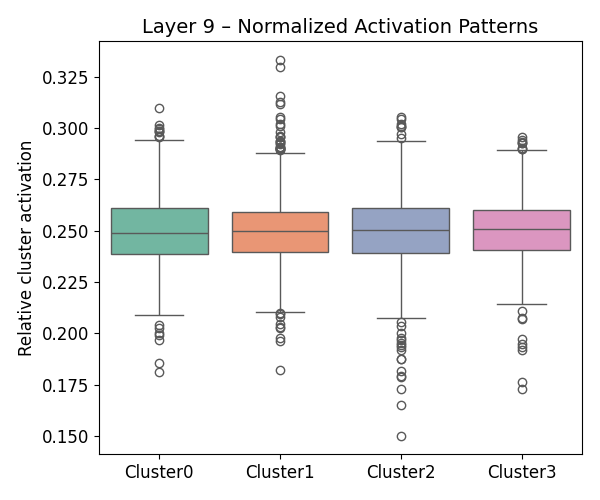 Layer 9 – Normalized Activation Patterns
Relative cluster activation
0.325
0.300
0.275
0.250
0.225
0.200
0.175
0.150
Cluster0 Cluster1 Cluster2 Cluster3